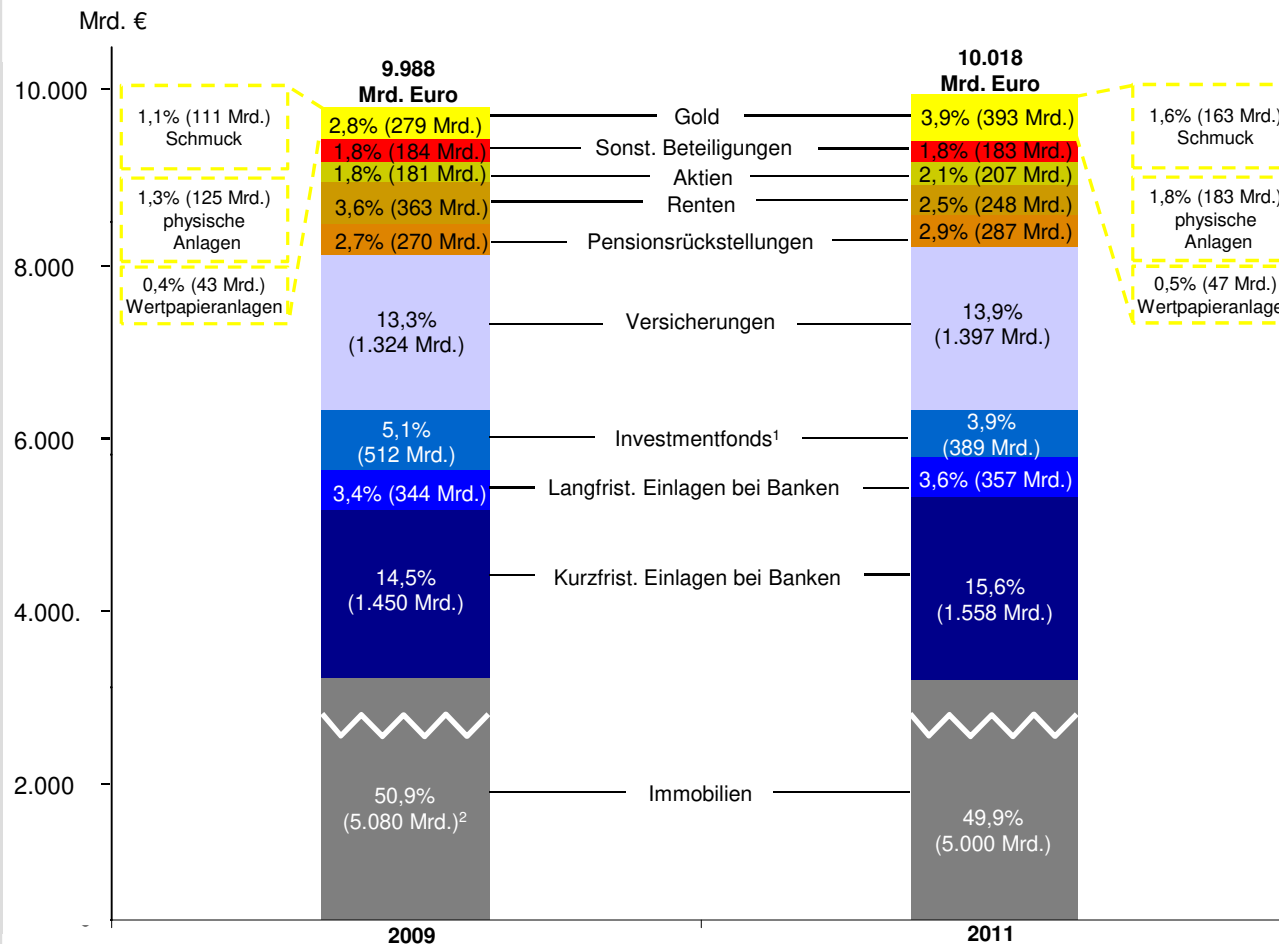 Mrd. €
10.000
8.000
6.000
4.000.
2.000
1,1% (111 Mrd.)
Schmuck
1,3% (125 Mrd.)
physische
Anlagen
0,4% (43 Mrd.)
Wertpapieranlagen
9.988
Mrd. Euro
2,8% (279 Mrd.)
1,8% (184 Mrd.)
1,8% (181 Mrd.)
3,6% (363 Mrd.)
2,7% (270 Mrd.)
13,3%
(1.324 Mrd.)
5,1%
(512 Mrd.)
3,4% (344 Mrd.)
14,5%
(1.450 Mrd.)
50,9%
(5.080 Mrd.)²
2009
Gold
Sonst. Beteiligungen
Aktien
Renten
Pensionsrückstellungen
Versicherungen
Investmentfonds¹
Langfrist. Einlagen bei Banken
Kurzfrist. Einlagen bei Banken
Immobilien
10.018
Mrd. Euro
3,9% (393 Mrd.)
1,8% (183 Mrd.)
2,1% (207 Mrd.)
2,5% (248 Mrd.)
2,9% (287 Mrd.)
13,9%
(1.397 Mrd.)
3,9%
(389 Mrd.)
3,6% (357 Mrd.)
15,6%
(1.558 Mrd.)
49,9%
(5.000 Mrd.)
2011
1,6% (163 Mrd.)
Schmuck
1,8% (183 Mrd.)
physische
Anlagen
0,5% (47 Mrd.)
Wertpapieranlage